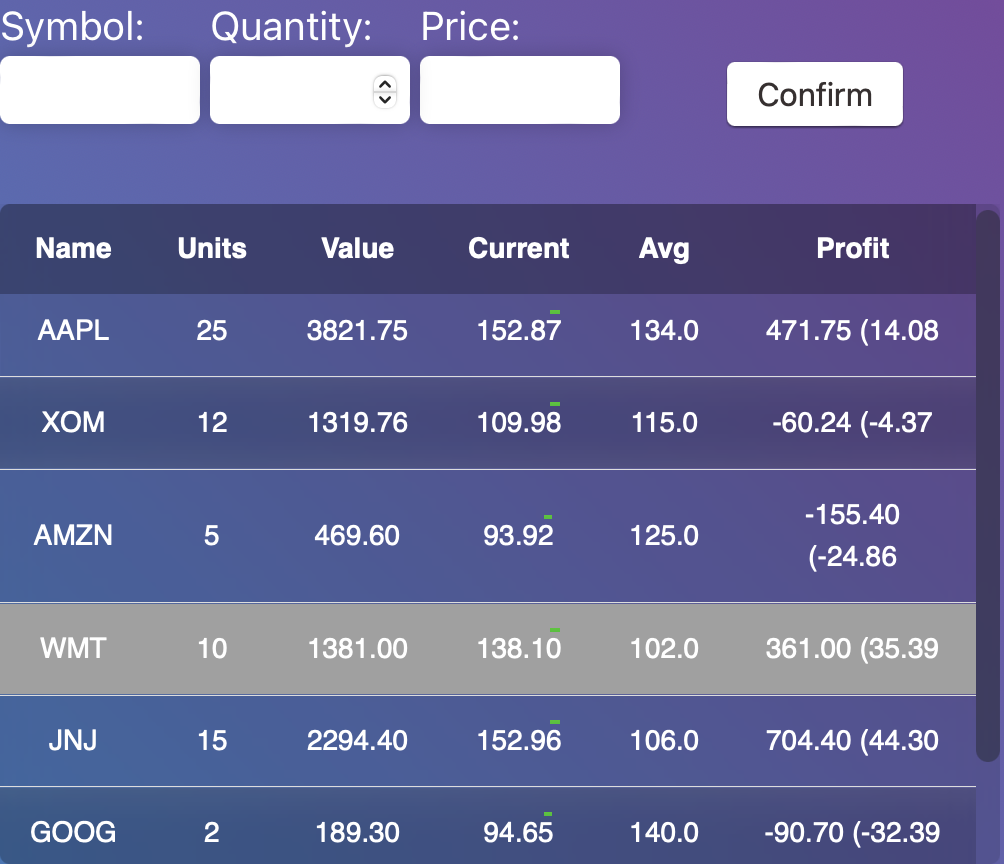 Symbol: Quantity: Price:
Confirm
Name Units Value Current Avg Profit
AAPL 25 3821.75 152.87 134.0 471.75 (14.08
XOM 12 1319.76 109.98 115.0 -60.24 (-4.37
AMZN 5 469.60 93.92 125.0 -155.40
(-24.86
WMT 10 1381.00 138.10 102.0 361.00 (35.39
JNJ 15 2294.40 152.96 106.0 704.40 (44.30
GOOG 2 189.30 94.65 140.0 -90.70 (-32.39